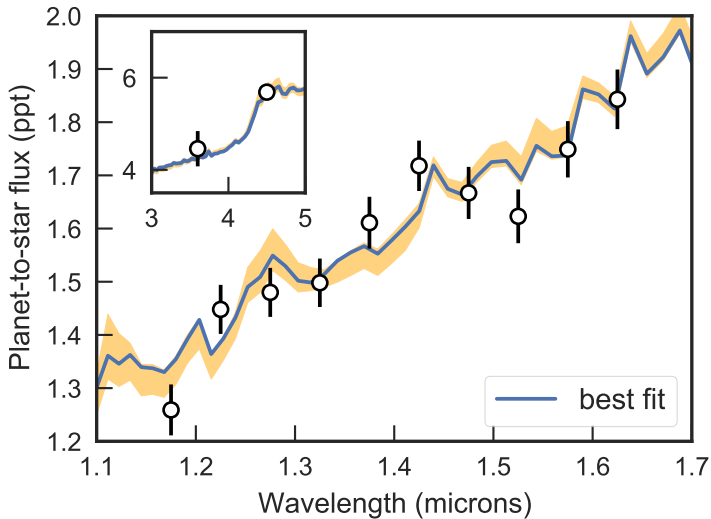 2.0
1.9
1.8
1.7
1.6
1.5
1.4
1.3
1.2
Planet-to-star flux (ppt)
6
4
3 4 5
best fit
1.1 1.2 1.3 1.4 1.5 1.6 1.7
Wavelength (microns)